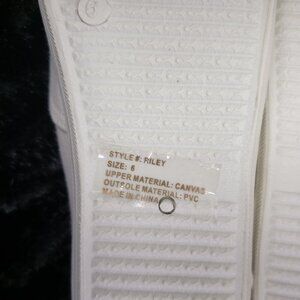 6
STYLE #: RILEY
SIZE: 6
UPPER MATERIAL: CANVAS
OUTSOLE MATERIAL: PVC
MADE IN CHINA